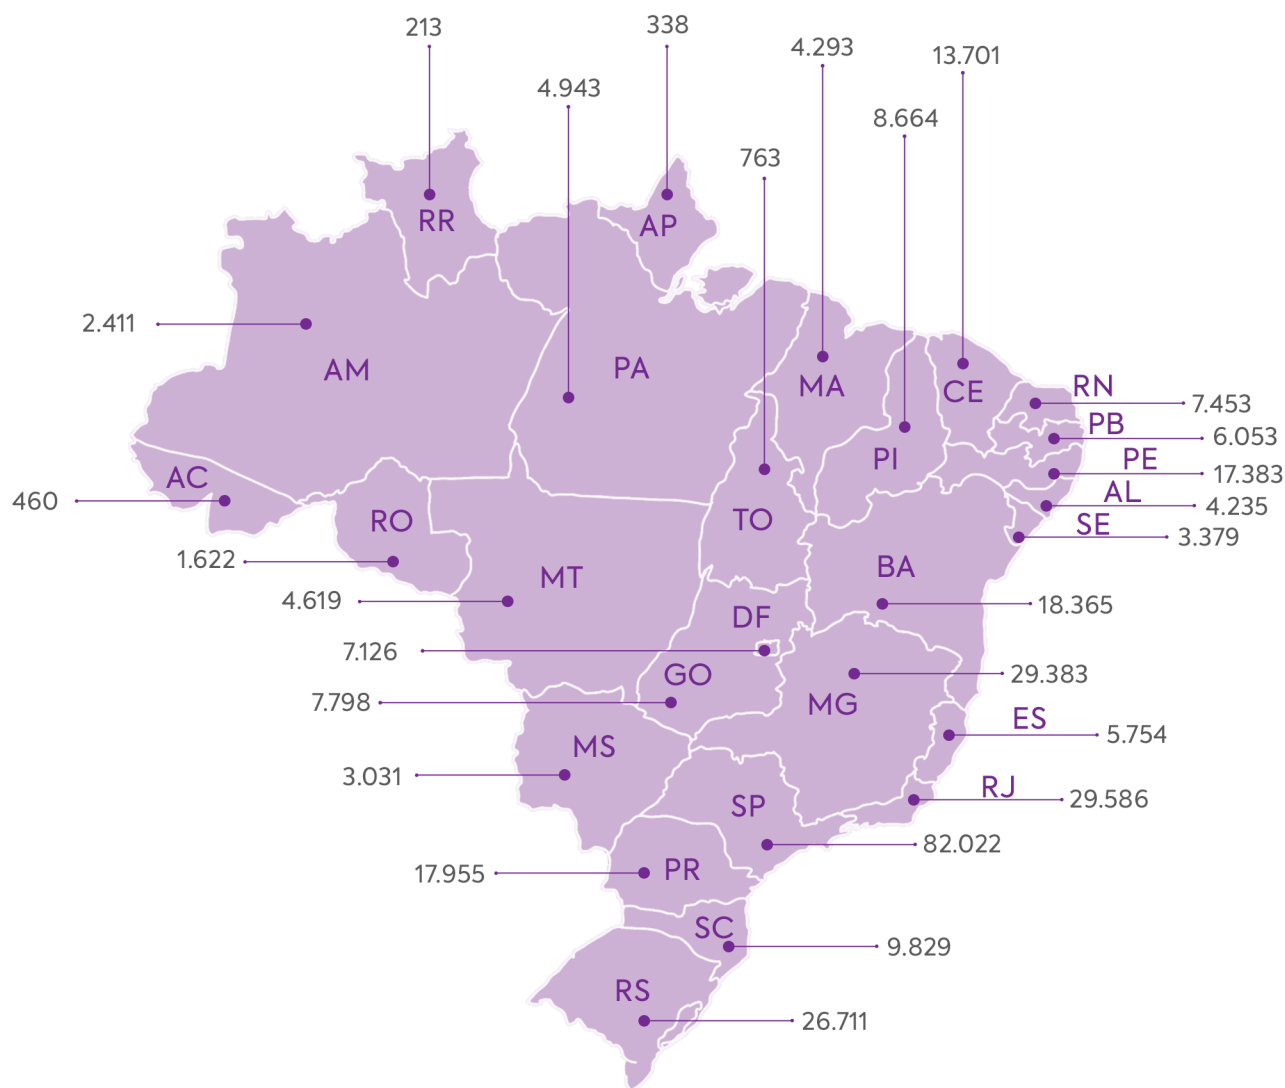 213
338
4.293
13.701
4.943
8.664
763
RR
AP
2.411
AM
PA
MA
CE
RN
7.453
PB
6.053
PI
PE
17.383
AC
460
AL
4.235
RO
TO
SE
3.379
1.622
MT
BA
4.619
18.365
DF
7.126
GO
29.383
7.798
MG
ES
5.754
MS
3.031
RJ
29.586
SP
82.022
17.955
PR
SC
9.829
RS
26.711